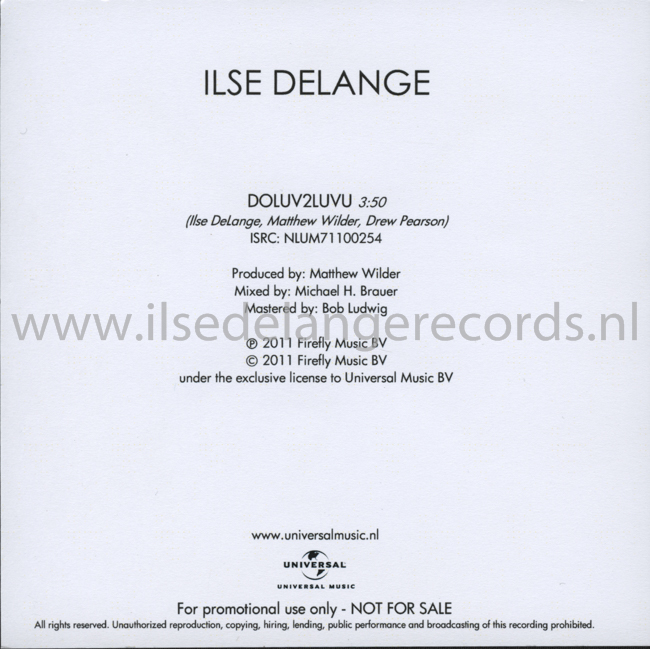 ILSE DELANGE
DOLUV2LUVU 3:50
(Ilse DeLange, Matthew Wilder, Drew Pearson)
ISRC: NLUM71100254
Produced by: Matthew Wilder
Mixed by: Michael H. Brauer
Mastered by: Bob Ludwig
www.ilsedelangerecords.nl
℗ 2011 Firefly Music BV
© 2011 Firefly Music BV
under the exclusive license to Universal Music BV
www.universalmusic.nl
UNIVERSAL
UNIVERSAL MUSIC
For promotional use only - NOT FOR SALE
All rights reserved. Unauthorized reproduction, copying, hiring, lending, public performance and broadcasting of this recording prohibited.